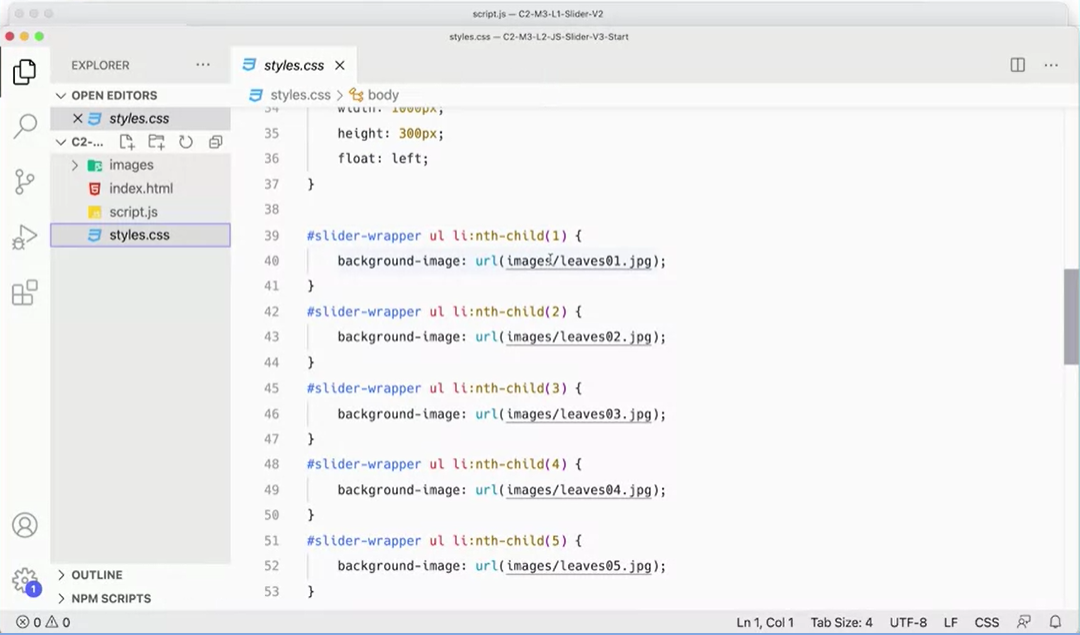 script.js — C2-M3-L1-Slider-V2
styles.css — C2-M3-L2-JS-Slider-V3-Start
EXPLORER
styles.css
OPEN EDITORS
styles.css > body
styles.css
C2-...
images
index.html
script.js
styles.css
34 width: 1000px;
35 height: 300px;
36 float: left;
37 }
38
39 #slider-wrapper ul li:nth-child(1) {
40 background-image: url(images/leaves01.jpg);
41 }
42 #slider-wrapper ul li:nth-child(2) {
43 background-image: url(images/leaves02.jpg);
44 }
45 #slider-wrapper ul li:nth-child(3) {
46 background-image: url(images/leaves03.jpg);
47 }
48 #slider-wrapper ul li:nth-child(4) {
49 background-image: url(images/leaves04.jpg);
50 }
51 #slider-wrapper ul li:nth-child(5) {
52 background-image: url(images/leaves05.jpg);
53 }
OUTLINE
NPM SCRIPTS
1
0 0
Ln 1, Col 1 Tab Size: 4 UTF-8 LF CSS